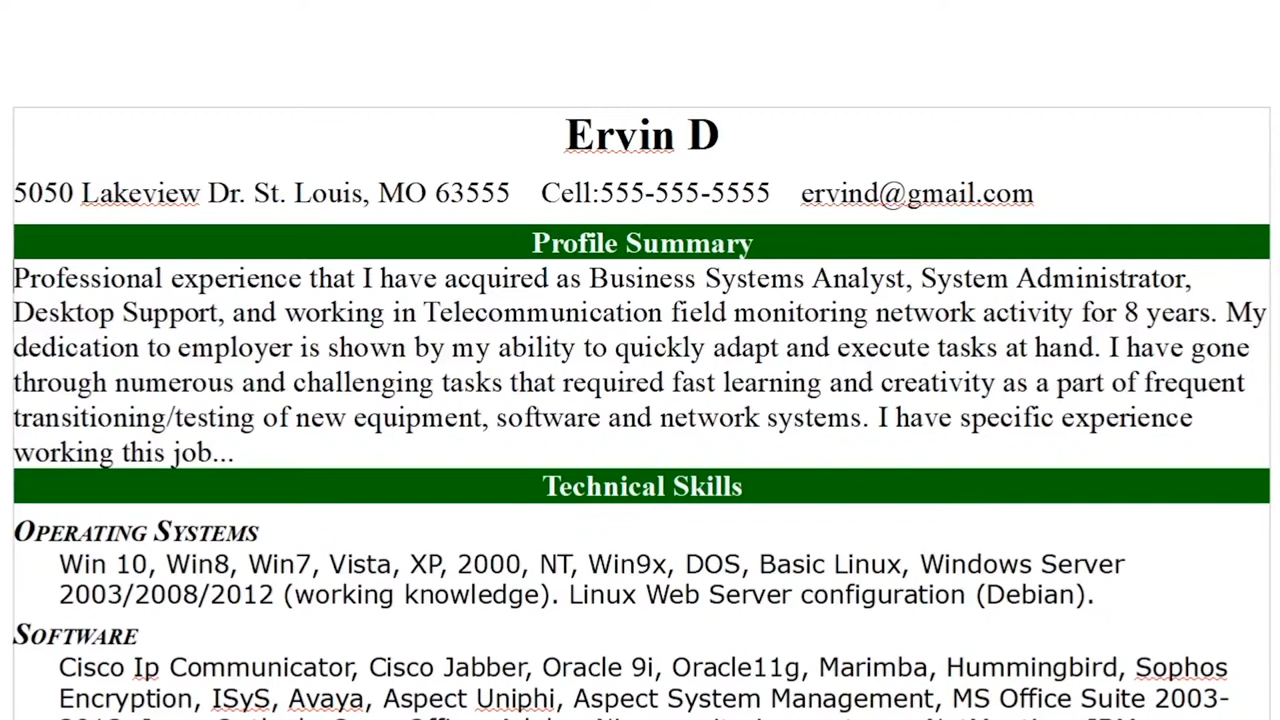 Ervin D
5050 Lakeview Dr. St. Louis, MO 63555 Cell:555-555-5555 ervind@gmail.com
Profile Summary
Professional experience that I have acquired as Business Systems Analyst, System Administrator,
Desktop Support, and working in Telecommunication field monitoring network activity for 8 years. My
dedication to employer is shown by my ability to quickly adapt and execute tasks at hand. I have gone
through numerous and challenging tasks that required fast learning and creativity as a part of frequent
transitioning/testing of new equipment, software and network systems. I have specific experience
working this job...
Technical Skills
OPERATING SYSTEMS
Win 10, Win8, Win7, Vista, XP, 2000, NT, Win9x, DOS, Basic Linux, Windows Server
2003/2008/2012 (working knowledge). Linux Web Server configuration (Debian).
SOFTWARE
Cisco Ip Communicator, Cisco Jabber, Oracle 9i, Oracle11g, Marimba, Hummingbird, Sophos
Encryption, ISyS, Avaya, Aspect Uniphi, Aspect System Management, MS Office Suite 2003-